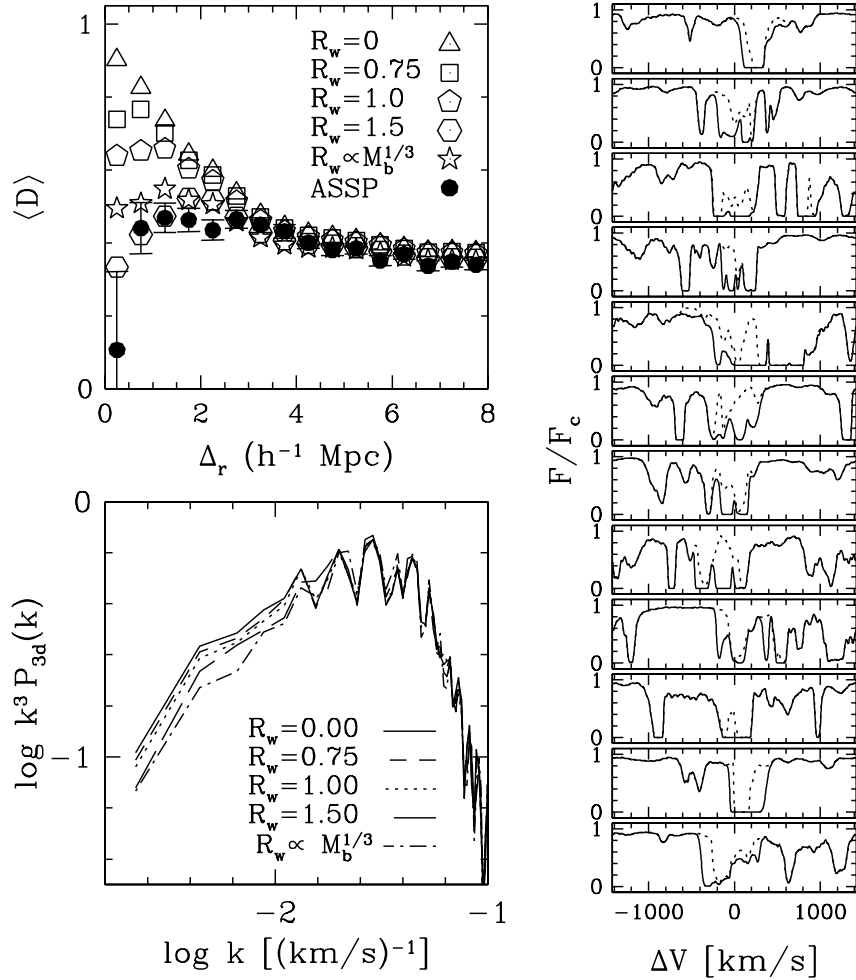 1
0
⟨D⟩
R_w=0
R_w=0.75
R_w=1.0
R_w=1.5
R_w∝M_b^{1/3}
ASSP
0 2 4 6 8
Δ_r (h⁻¹ Mpc)
0
−1
log k³ P_{3d}(k)
R_w=0.00
R_w=0.75
R_w=1.00
R_w=1.50
R_w∝ M_b^{1/3}
−2 −1
log k [(km/s)⁻¹]
F/F_c
0
1
0
1
0
1
0
1
0
1
0
1
0
1
0
1
0
1
0
1
0
1
0
1
−1000 0 1000
ΔV [km/s]